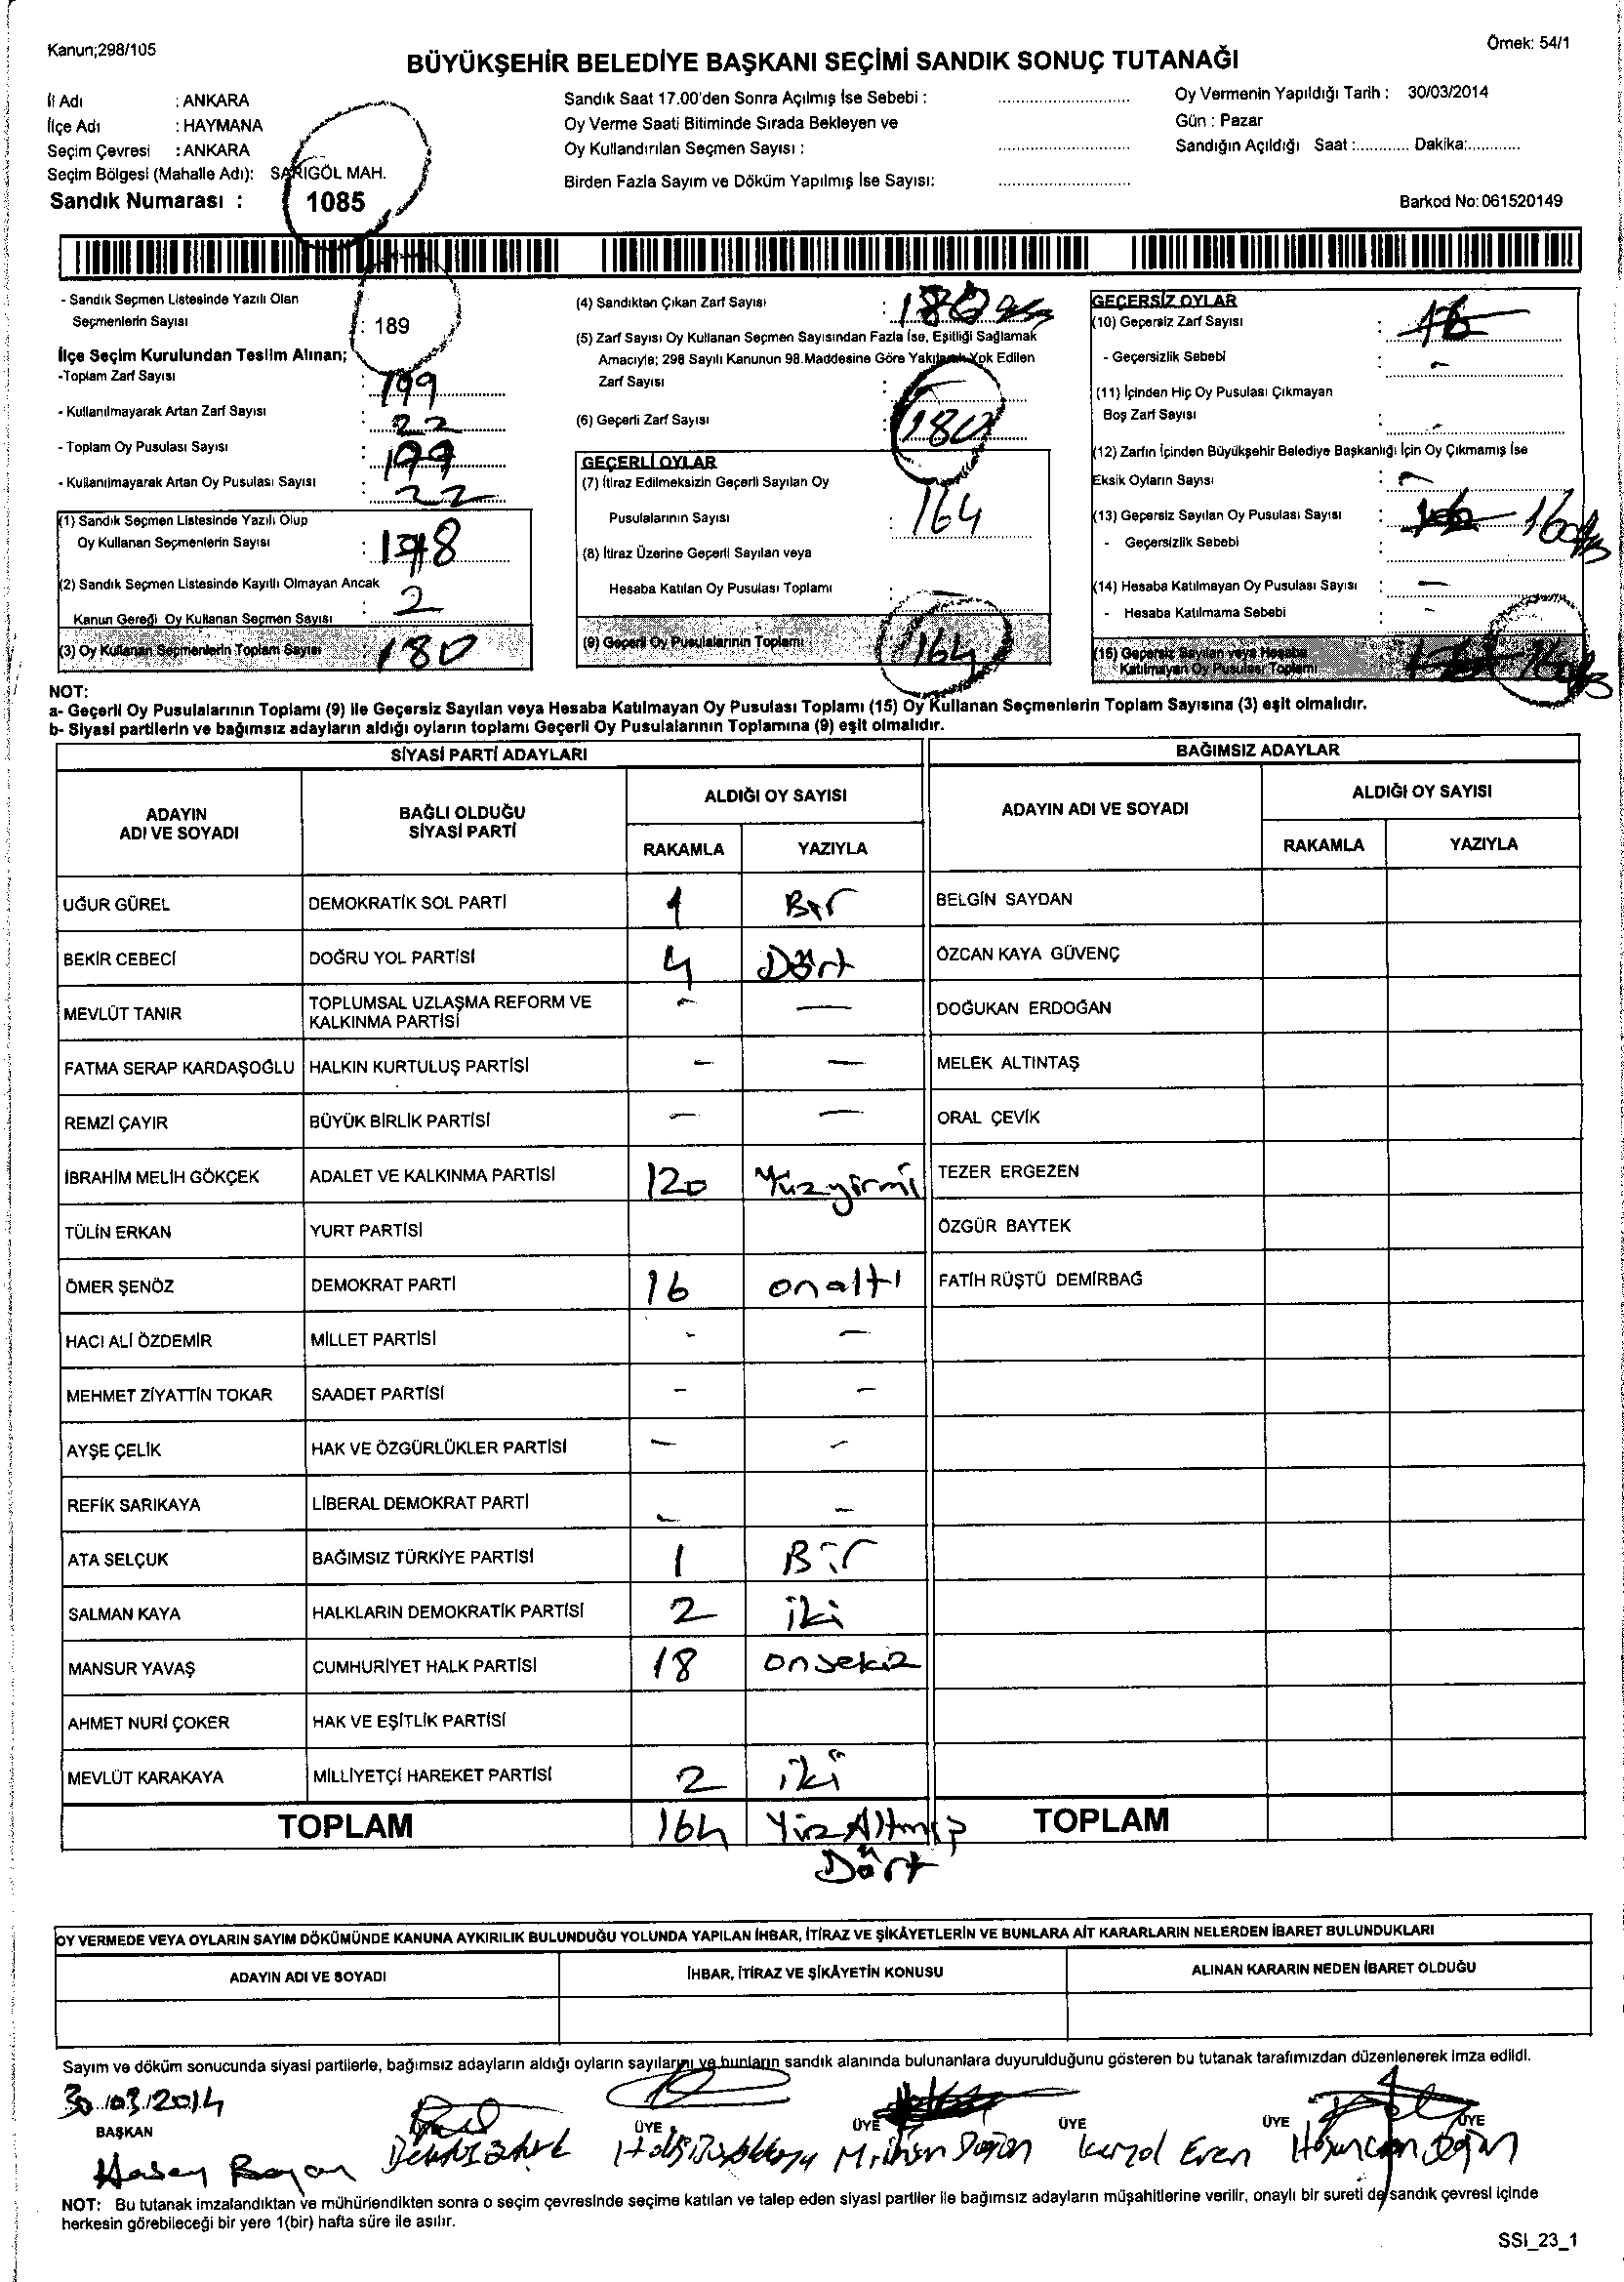 Kanun;298/105
Örnek: 54/1
BÜYÜKŞEHİR BELEDİYE BAŞKANI SEÇİMİ SANDIK SONUÇ TUTANAĞI
İl Adı : ANKARA
İlçe Adı : HAYMANA
Seçim Çevresi : ANKARA
Seçim Bölgesi (Mahalle Adı): SARIGÖL MAH.
Sandık Numarası : 1085
Sandık Saat 17.00'den Sonra Açılmış İse Sebebi :
Oy Verme Saati Bitiminde Sırada Bekleyen ve
Oy Kullandırılan Seçmen Sayısı :
Birden Fazla Sayım ve Döküm Yapılmış İse Sayısı:
Oy Vermenin Yapıldığı Tarih : 30/03/2014
Gün : Pazar
Sandığın Açıldığı Saat :............ Dakika:............
Barkod No: 061520149
- Sandık Seçmen Listesinde Yazılı Olan
Seçmenlerin Sayısı : 189
İlçe Seçim Kurulundan Teslim Alınan;
-Toplam Zarf Sayısı : 199
- Kullanılmayarak Artan Zarf Sayısı : 22
- Toplam Oy Pusulası Sayısı : 199
- Kullanılmayarak Artan Oy Pusulası Sayısı : 22
(1) Sandık Seçmen Listesinde Yazılı Olup
Oy Kullanan Seçmenlerin Sayısı : 178
(2) Sandık Seçmen Listesinde Kayıtlı Olmayan Ancak
Kanun Gereği Oy Kullanan Seçmen Sayısı : 2
(3) Oy Kullanan Seçmenlerin Toplam Sayısı 180
(4) Sandıktan Çıkan Zarf Sayısı : 180
(5) Zarf Sayısı Oy Kullanan Seçmen Sayısından Fazla İse, Eşitliği Sağlamak
Amacıyla; 298 Sayılı Kanunun 98.Maddesine Göre Yakılarak Yok Edilen
Zarf Sayısı : -
(6) Geçerli Zarf Sayısı 180
GEÇERLİ OYLAR
(7) İtiraz Edilmeksizin Geçerli Sayılan Oy
Pusulalarının Sayısı : 164
(8) İtiraz Üzerine Geçerli Sayılan veya
Hesaba Katılan Oy Pusulası Toplamı :
(9) Geçerli Oy Pusulalarının Toplamı 164
GEÇERSİZ OYLAR
(10) Geçersiz Zarf Sayısı : 16
- Geçersizlik Sebebi -
(11) İçinden Hiç Oy Pusulası Çıkmayan
Boş Zarf Sayısı : -
(12) Zarfın İçinden Büyükşehir Belediye Başkanlığı İçin Oy Çıkmamış İse
Eksik Oyların Sayısı : -
(13) Geçersiz Sayılan Oy Pusulası Sayısı : 16 16
- Geçersizlik Sebebi :
(14) Hesaba Katılmayan Oy Pusulası Sayısı : -
- Hesaba Katılmama Sebebi : -
(15) Geçersiz Sayılan veya Hesaba
Katılmayan Oy Pusulası Toplamı 16
NOT:
a- Geçerli Oy Pusulalarının Toplamı (9) ile Geçersiz Sayılan veya Hesaba Katılmayan Oy Pusulası Toplamı (15) Oy Kullanan Seçmenlerin Toplam Sayısına (3) eşit olmalıdır.
b- Siyasi partilerin ve bağımsız adayların aldığı oyların toplamı Geçerli Oy Pusulalarının Toplamına (9) eşit olmalıdır.
SİYASİ PARTİ ADAYLARI BAĞIMSIZ ADAYLAR
ADAYIN
ADI VE SOYADI
BAĞLI OLDUĞU
SİYASİ PARTİ
ALDIĞI OY SAYISI
RAKAMLA YAZIYLA
ADAYIN ADI VE SOYADI
ALDIĞI OY SAYISI
RAKAMLA YAZIYLA
UĞUR GÜREL DEMOKRATİK SOL PARTİ 1 Bir BELGİN SAYDAN
BEKİR CEBECİ DOĞRU YOL PARTİSİ 4 Dört ÖZCAN KAYA GÜVENÇ
MEVLÜT TANIR TOPLUMSAL UZLAŞMA REFORM VE KALKINMA PARTİSİ - - DOĞUKAN ERDOĞAN
FATMA SERAP KARDAŞOĞLU HALKIN KURTULUŞ PARTİSİ - - MELEK ALTINTAŞ
REMZİ ÇAYIR BÜYÜK BİRLİK PARTİSİ - - ORAL ÇEVİK
İBRAHİM MELİH GÖKÇEK ADALET VE KALKINMA PARTİSİ 120 Yüzyirmi TEZER ERGEZEN
TÜLİN ERKAN YURT PARTİSİ ÖZGÜR BAYTEK
ÖMER ŞENÖZ DEMOKRAT PARTİ 16 onaltı FATİH RÜŞTÜ DEMİRBAĞ
HACI ALİ ÖZDEMİR MİLLET PARTİSİ - -
MEHMET ZİYATTİN TOKAR SAADET PARTİSİ - -
AYŞE ÇELİK HAK VE ÖZGÜRLÜKLER PARTİSİ - -
REFİK SARIKAYA LİBERAL DEMOKRAT PARTİ - -
ATA SELÇUK BAĞIMSIZ TÜRKİYE PARTİSİ 1 Bir
SALMAN KAYA HALKLARIN DEMOKRATİK PARTİSİ 2 iki
MANSUR YAVAŞ CUMHURİYET HALK PARTİSİ 18 onsekiz
AHMET NURİ ÇOKER HAK VE EŞİTLİK PARTİSİ
MEVLÜT KARAKAYA MİLLİYETÇİ HAREKET PARTİSİ 2 iki
TOPLAM 164 Yüz Altmış TOPLAM
Dört
OY VERMEDE VEYA OYLARIN SAYIM DÖKÜMÜNDE KANUNA AYKIRILIK BULUNDUĞU YOLUNDA YAPILAN İHBAR, İTİRAZ VE ŞİKÂYETLERİN VE BUNLARA AİT KARARLARIN NELERDEN İBARET BULUNDUKLARI
ADAYIN ADI VE SOYADI İHBAR, İTİRAZ VE ŞİKÂYETİN KONUSU ALINAN KARARIN NEDEN İBARET OLDUĞU
Sayım ve döküm sonucunda siyasi partilerle, bağımsız adayların aldığı oyların sayılarını ve bunların sandık alanında bulunanlara duyurulduğunu gösteren bu tutanak tarafımızdan düzenlenerek imza edildi.
30/03/2014
BAŞKAN ÜYE ÜYE ÜYE ÜYE ÜYE
Hasan M. ihsan Doğan Eren Doğan
NOT: Bu tutanak imzalandıktan ve mühürlendikten sonra o seçim çevresinde seçime katılan ve talep eden siyasi partiler ile bağımsız adayların müşahitlerine verilir, onaylı bir sureti de sandık çevresi içinde
herkesin görebileceği bir yere 1(bir) hafta süre ile asılır.
SSI_23_1